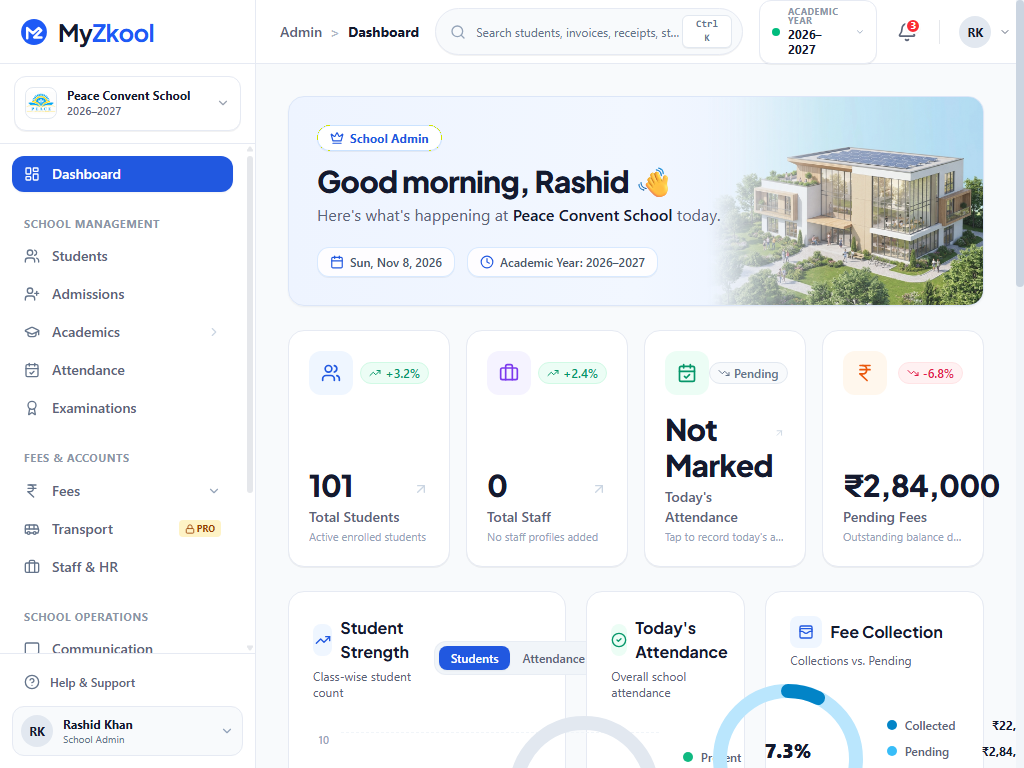 MyZkool
Admin > Dashboard
Search students, invoices, receipts, st...
Ctrl
K
ACADEMIC
YEAR
2026–
2027
3
RK
Peace Convent School
2026–2027
Dashboard
SCHOOL MANAGEMENT
Students
Admissions
Academics
Attendance
Examinations
FEES & ACCOUNTS
Fees
Transport
PRO
Staff & HR
SCHOOL OPERATIONS
Communication
Help & Support
RK
Rashid Khan
School Admin
School Admin
Good morning, Rashid 👋
Here's what's happening at Peace Convent School today.
Sun, Nov 8, 2026
Academic Year: 2026–2027
+3.2%
101
Total Students
Active enrolled students
+2.4%
0
Total Staff
No staff profiles added
Pending
Not
Marked
Today's
Attendance
Tap to record today's a...
-6.8%
₹2,84,000
Pending Fees
Outstanding balance d...
Student
Strength
Class-wise student
count
Students
Attendance
10
Today's
Attendance
Overall school
attendance
Present
Fee Collection
Collections vs. Pending
7.3%
Collected
₹22,
Pending
₹2,84,